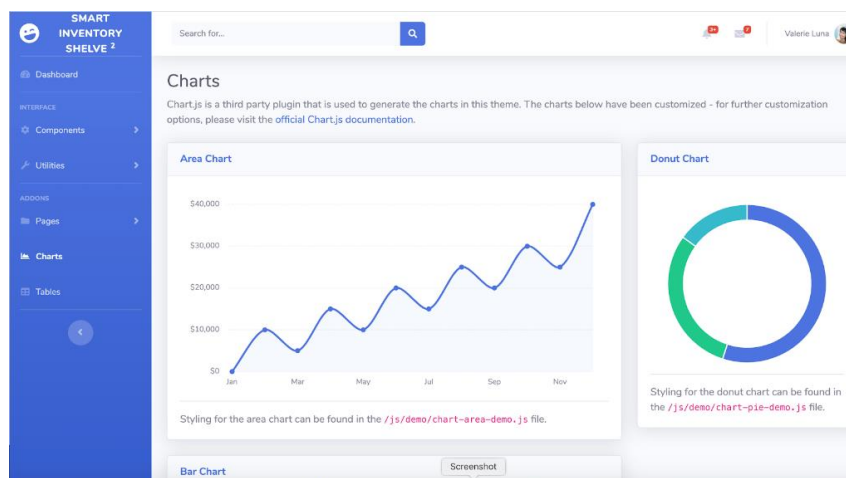 SMART
INVENTORY
SHELVE 2
Dashboard
INTERFACE
Components
Utilities
ADDONS
Pages
Charts
Tables
Search for...
3+
Valerie Luna
Charts
Chart.js is a third party plugin that is used to generate the charts in this theme. The charts below have been customized - for further customization
options, please visit the official Chart.js documentation.
Area Chart
$40,000
$30,000
$20,000
$10,000
$0
Jan Mar May Jul Sep Nov
Styling for the area chart can be found in the /js/demo/chart-area-demo.js file.
Donut Chart
Styling for the donut chart can be found in
the /js/demo/chart-pie-demo.js file.
Bar Chart
Screenshot